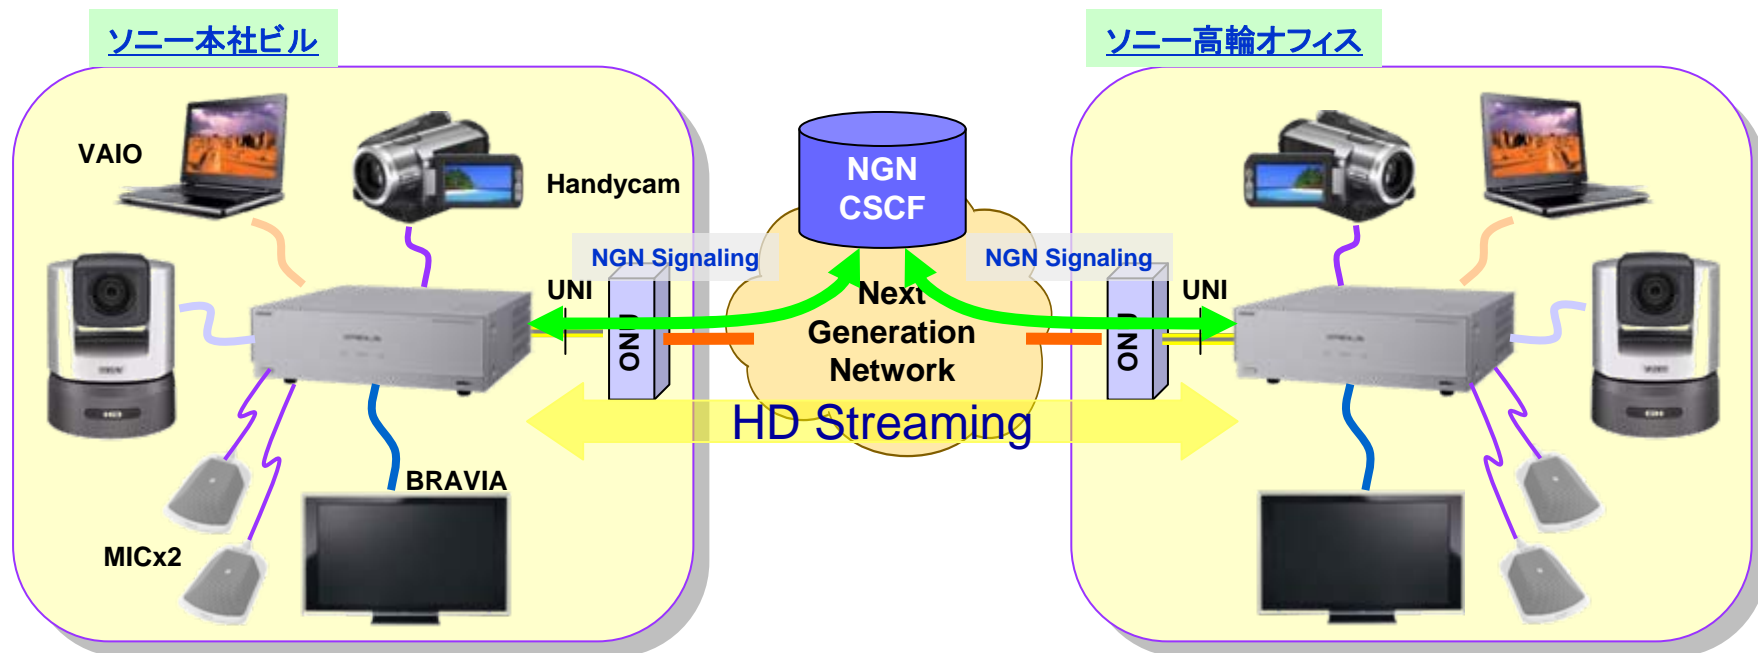 ソニー本社ビル
ソニー高輪オフィス
VAIO
Handycam
NGN
CSCF
NGN Signaling
NGN Signaling
UNI
UNI
ONU
ONU
Next
Generation
Network
HD Streaming
BRAVIA
MICx2